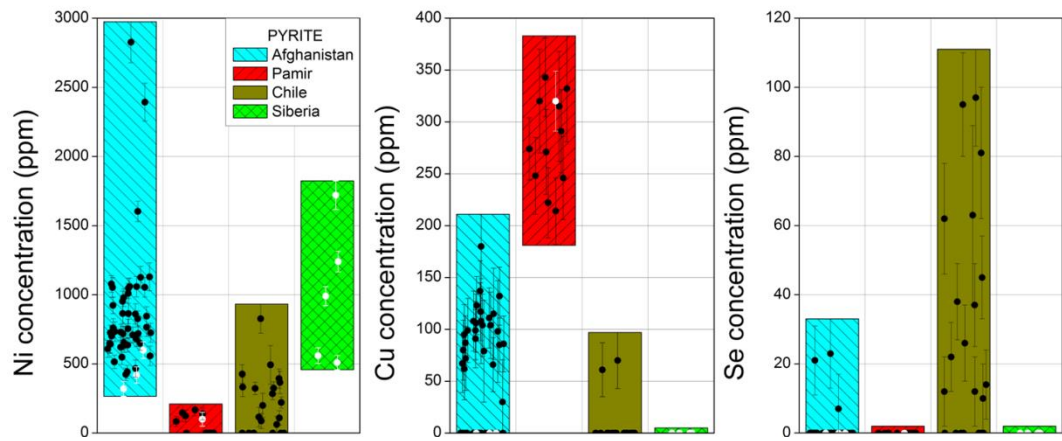 Ni concentration (ppm)
3000
2500
2000
1500
1000
500
0
PYRITE
Afghanistan
Pamir
Chile
Siberia
Cu concentration (ppm)
400
350
300
250
200
150
100
50
0
Se concentration (ppm)
120
100
80
60
40
20
0